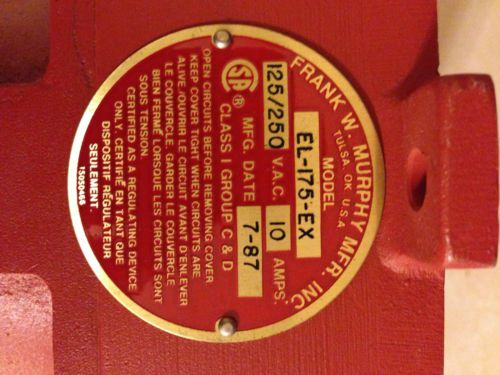 FRANK W. MURPHY MFR. INC.
TULSA, OK U.S.A
MODEL
EL-175-EX
125/250 V.A.C. 10 AMPS.
SA ® MFG. DATE 7-87
CLASS I GROUP C & D
OPEN CIRCUITS BEFORE REMOVING COVER
KEEP COVER TIGHT WHEN CIRCUITS ARE
ALIVE JOUVRIR LE CIRCUIT AVANT D'ENLEVER
LE COUVERCLE. GARDER LE COUVERCLE
BIEN FERMÉ LORSQUE LES CIRCUITS SONT
SOUS TENSION.
CERTIFIED AS A REGULATING DEVICE
ONLY. CERTIFIÉ EN TANT QUE
DISPOSITIF RÉGULATEUR
SEULEMENT.
15050465